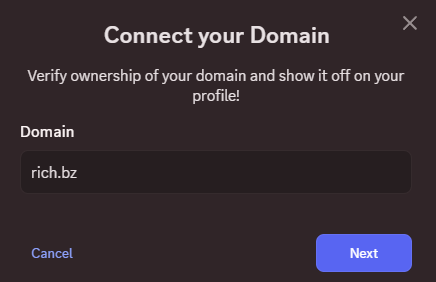 Connect your Domain
Verify ownership of your domain and show it off on your
profile!
Domain
rich.bz
Cancel
Next